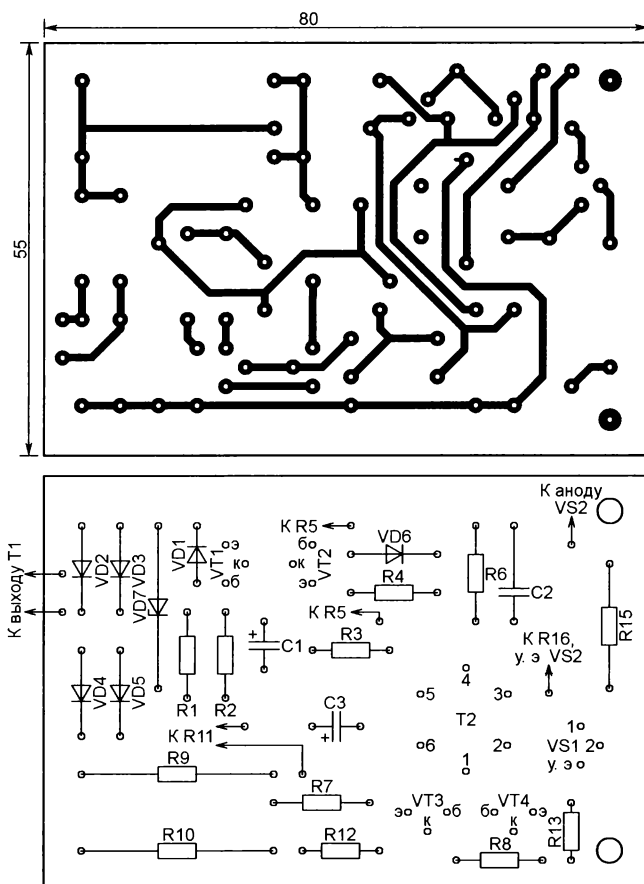 80
55
К аноду
VS2
К R5
VD6
VD2
VD3
VD7
VD1
VT1
э
к
б
б
к
э
VT2
R4
R6
C2
К выходу Т1
К R5
R15
+
C1
R3
К R16,
у. э VS2
R1
R2
VD4
VD5
4
5
3
T2
C3
+
К R11
6
2
1
1
VS1 2
у. э
R9
R7
э
VT3
б
к
б
VT4
э
к
R13
R10
R12
R8